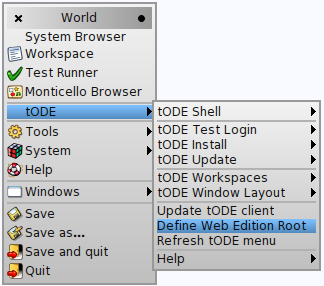 World
System Browser
Workspace
Test Runner
Monticello Browser
tODE
Tools
System
Help
Windows
Save
Save as...
Save and quit
Quit
tODE Shell
tODE Test Login
tODE Install
tODE Update
tODE Workspaces
tODE Window Layout
Update tODE client
Define Web Edition Root
Refresh tODE menu
Help